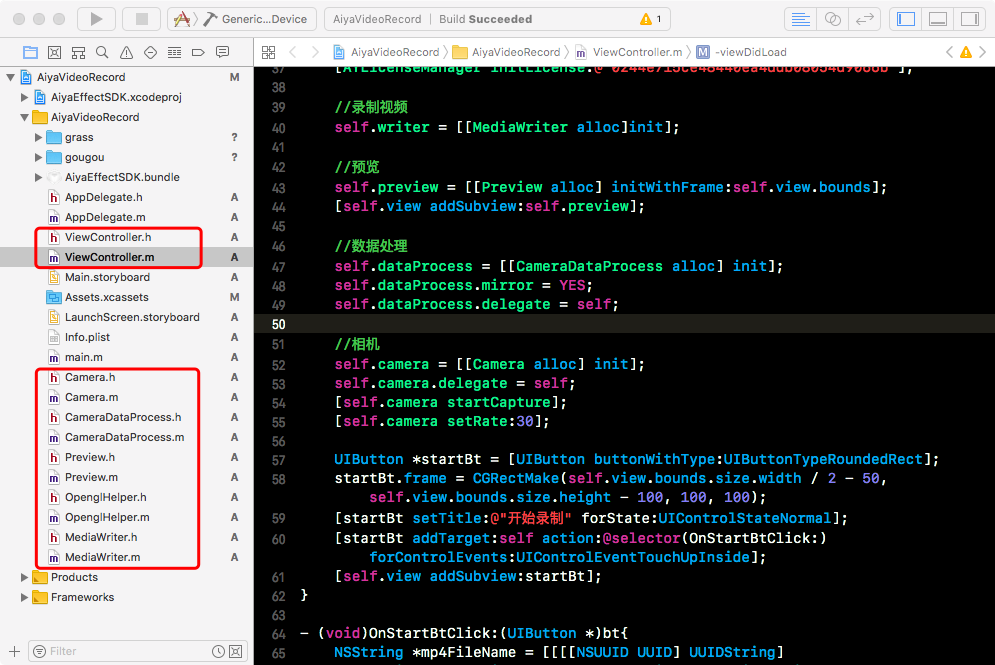 Generic...Device
AiyaVideoRecord | Build Succeeded
1
AiyaVideoRecord
AiyaVideoRecord
ViewController.m
M -viewDidLoad
AiyaVideoRecord M
AiyaEffectSDK.xcodeproj
AiyaVideoRecord
grass ?
gougou ?
AiyaEffectSDK.bundle
h AppDelegate.h A
m AppDelegate.m A
h ViewController.h A
m ViewController.m A
Main.storyboard A
Assets.xcassets M
LaunchScreen.storyboard A
Info.plist A
m main.m A
h Camera.h A
m Camera.m A
h CameraDataProcess.h A
m CameraDataProcess.m A
h Preview.h A
m Preview.m A
h OpenglHelper.h A
m OpenglHelper.m A
h MediaWriter.h A
m MediaWriter.m A
Products
Frameworks
Filter
38
39 //录制视频
40 self.writer = [[MediaWriter alloc]init];
41
42 //预览
43 self.preview = [[Preview alloc] initWithFrame:self.view.bounds];
44 [self.view addSubview:self.preview];
45
46 //数据处理
47 self.dataProcess = [[CameraDataProcess alloc] init];
48 self.dataProcess.mirror = YES;
49 self.dataProcess.delegate = self;
50
51 //相机
52 self.camera = [[Camera alloc] init];
53 self.camera.delegate = self;
54 [self.camera startCapture];
55 [self.camera setRate:30];
56
57 UIButton *startBt = [UIButton buttonWithType:UIButtonTypeRoundedRect];
58 startBt.frame = CGRectMake(self.view.bounds.size.width / 2 - 50,
self.view.bounds.size.height - 100, 100, 100);
59 [startBt setTitle:@"开始录制" forState:UIControlStateNormal];
60 [startBt addTarget:self action:@selector(OnStartBtClick:)
forControlEvents:UIControlEventTouchUpInside];
61 [self.view addSubview:startBt];
62 }
63
64 - (void)OnStartBtClick:(UIButton *)bt{
65 NSString *mp4FileName = [[[[NSUUID UUID] UUIDString]